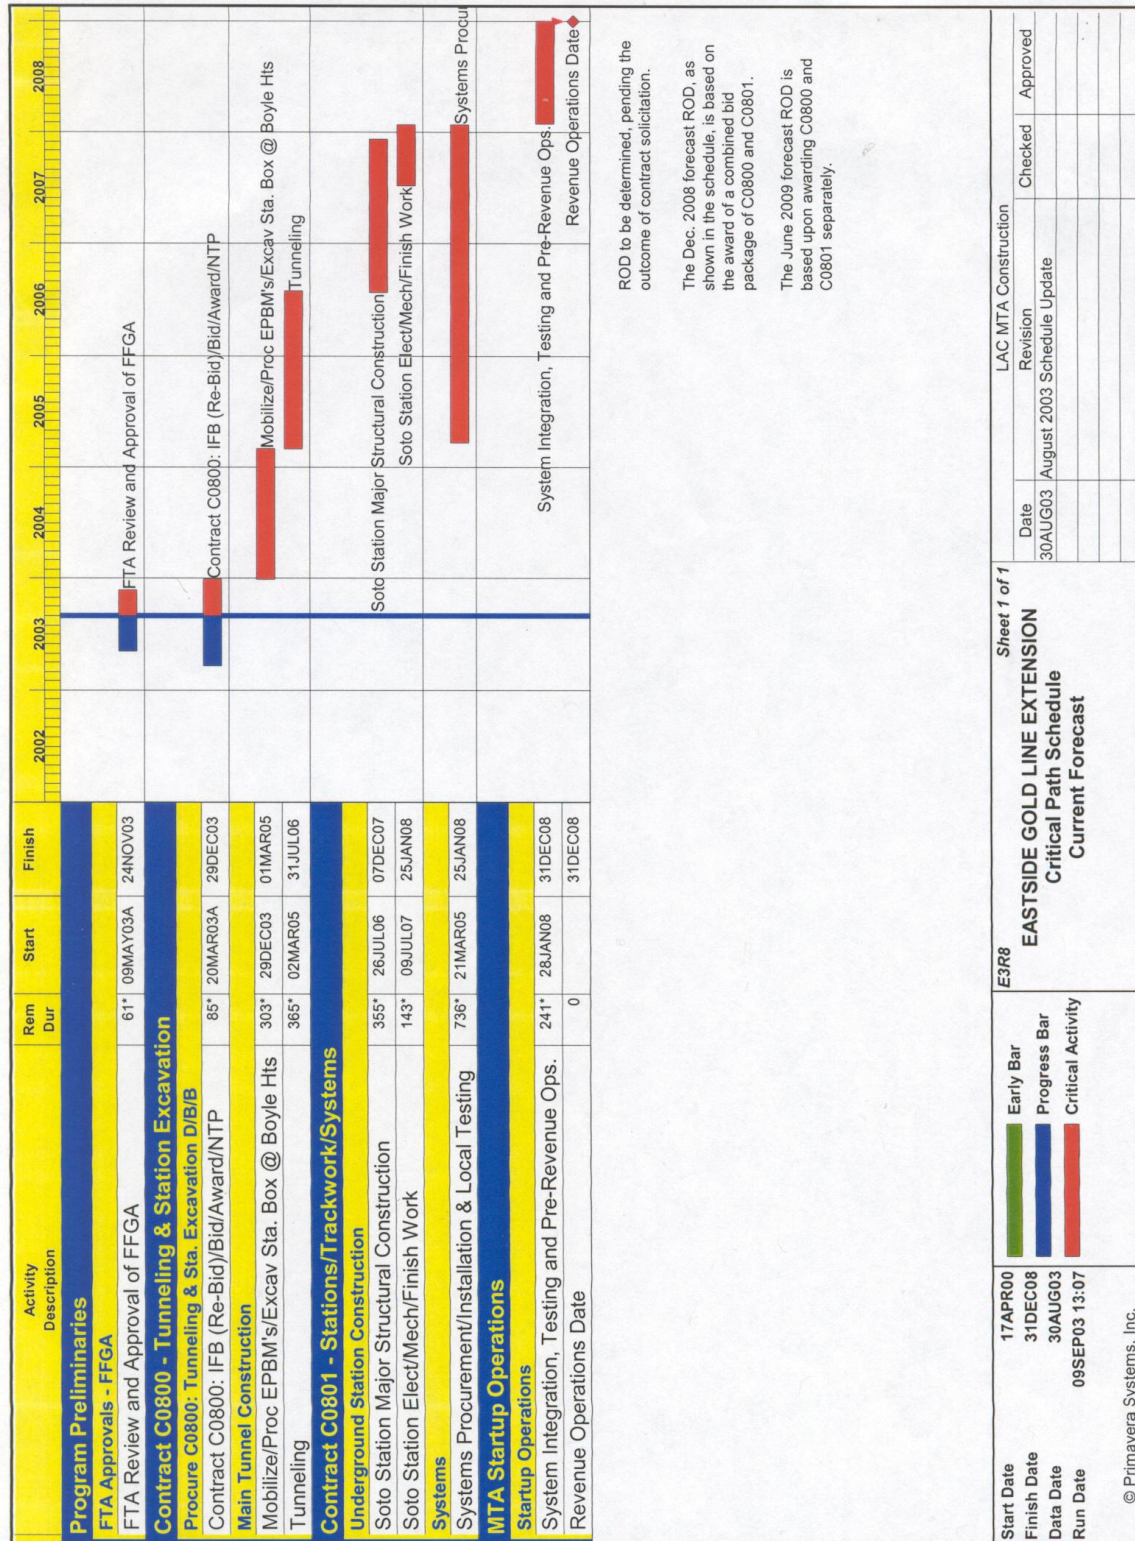 Activity Description Rem Dur Start Finish 2002 2003 2004 2005 2006 2007 2008
Program Preliminaries
FTA Approvals - FFGA
FTA Review and Approval of FFGA 61* 09MAY03A 24NOV03 FTA Review and Approval of FFGA
Contract C0800 - Tunneling & Station Excavation
Procure C0800: Tunneling & Sta. Excavation D/B/B
Contract C0800: IFB (Re-Bid)/Bid/Award/NTP 85* 20MAR03A 29DEC03 Contract C0800: IFB (Re-Bid)/Bid/Award/NTP
Main Tunnel Construction
Mobilize/Proc EPBM's/Excav Sta. Box @ Boyle Hts 303* 29DEC03 01MAR05 Mobilize/Proc EPBM's/Excav Sta. Box @ Boyle Hts
Tunneling 365* 02MAR05 31JUL06 Tunneling
Contract C0801 - Stations/Trackwork/Systems
Underground Station Construction
Soto Station Major Structural Construction 355* 26JUL06 07DEC07 Soto Station Major Structural Construction
Soto Station Elect/Mech/Finish Work 143* 09JUL07 25JAN08 Soto Station Elect/Mech/Finish Work
Systems
Systems Procurement/Installation & Local Testing 736* 21MAR05 25JAN08 Systems Procu
MTA Startup Operations
Startup Operations
System Integration, Testing and Pre-Revenue Ops. 241* 28JAN08 31DEC08 System Integration, Testing and Pre-Revenue Ops.
Revenue Operations Date 0 31DEC08 Revenue Operations Date
ROD to be determined, pending the
outcome of contract solicitation.
The Dec. 2008 forecast ROD, as
shown in the schedule, is based on
the award of a combined bid
package of C0800 and C0801.
The June 2009 forecast ROD is
based upon awarding C0800 and
C0801 separately.
Start Date 17APR00
Finish Date 31DEC08
Data Date 30AUG03
Run Date 09SEP03 13:07
© Primavera Systems, Inc.
Early Bar
Progress Bar
Critical Activity
E3R8
Sheet 1 of 1
EASTSIDE GOLD LINE EXTENSION
Critical Path Schedule
Current Forecast
LAC MTA Construction
Date Revision Checked Approved
30AUG03 August 2003 Schedule Update